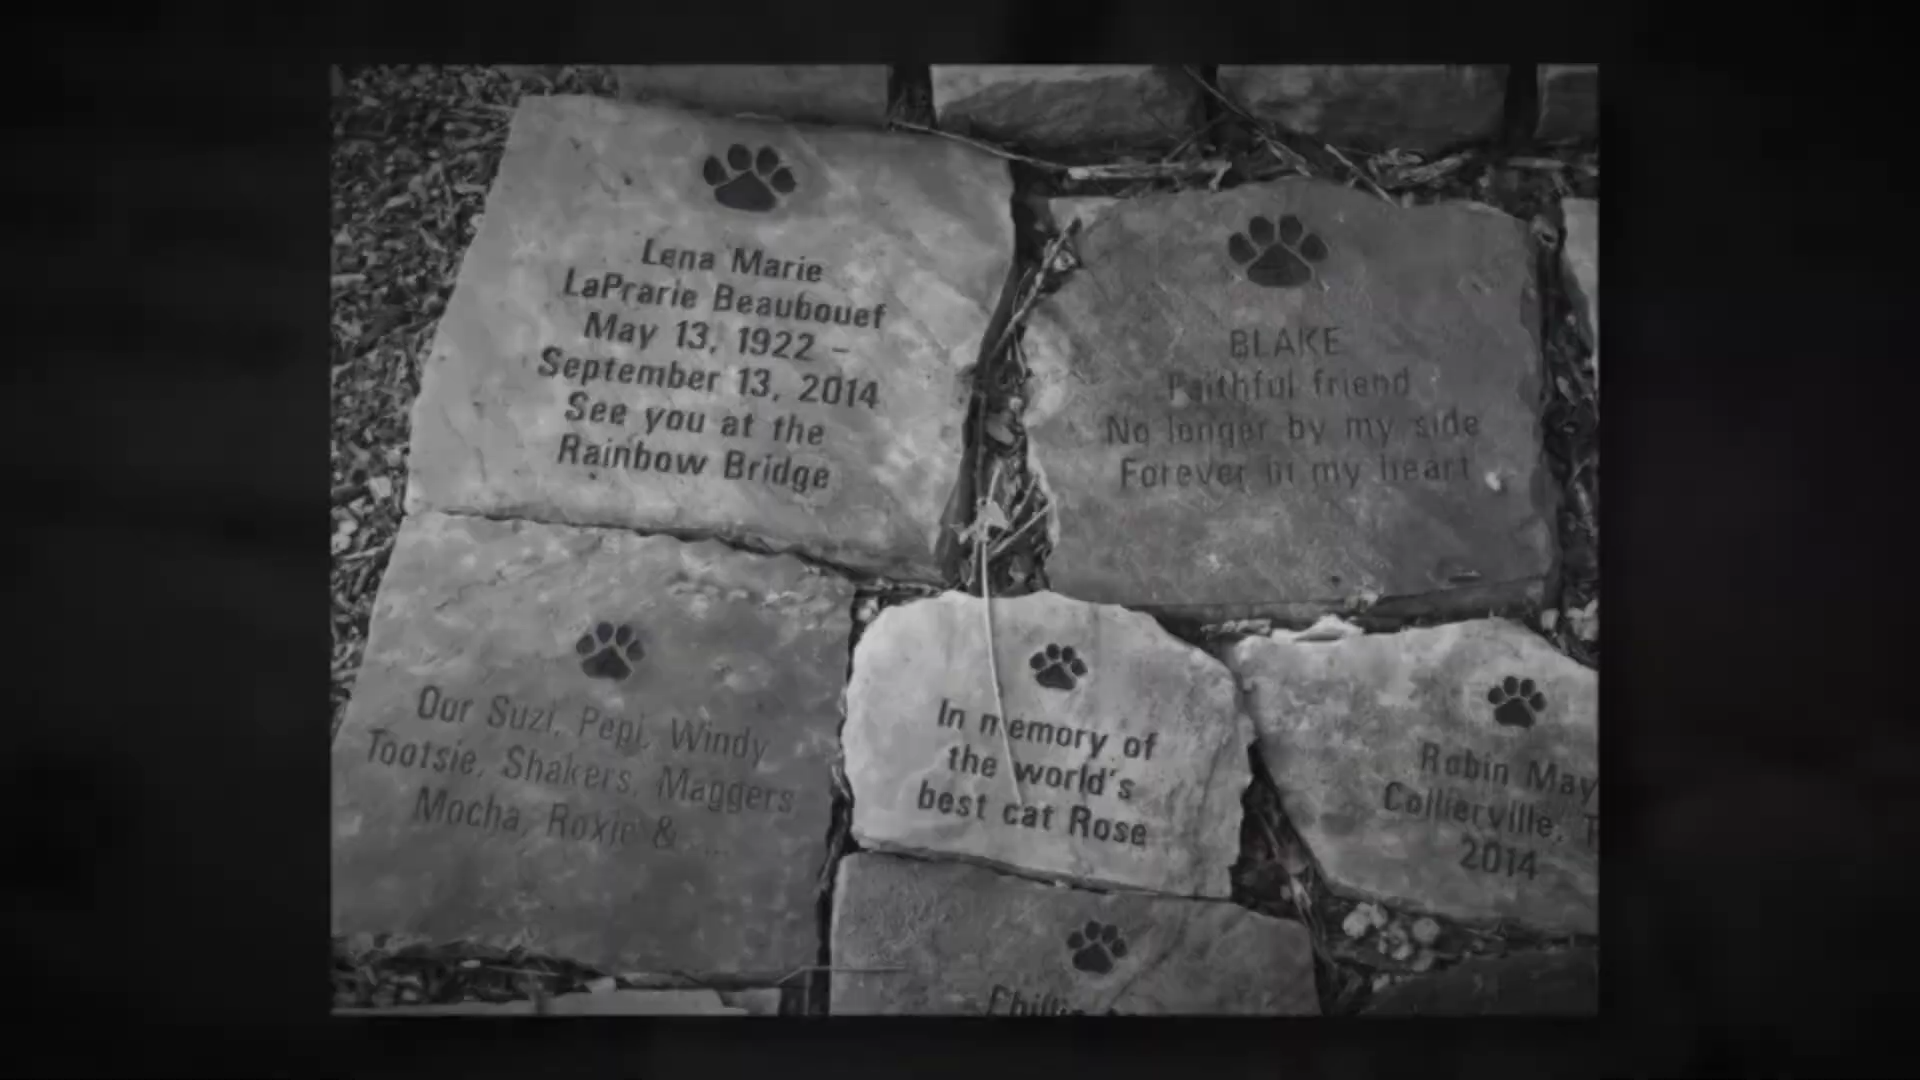 Lena Marie
LaPrarie Beaubouef
May 13, 1922 -
September 13, 2014
See you at the
Rainbow Bridge
BLAKE
Faithful friend
No longer by my side
Forever in my heart
Our Suzi, Pepi, Windy
Tootsie, Shakers, Maggers
Mocha, Roxie & ...
In memory of
the world's
best cat Rose
Robin May
Collierville, T
2014